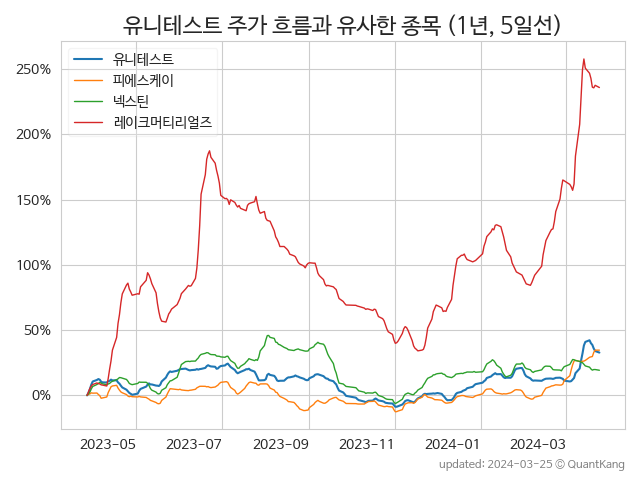 유니테스트 주가 흐름과 유사한 종목 (1년, 5일선)
유니테스트
피에스케이
넥스틴
레이크머티리얼즈
250%
200%
150%
100%
50%
0%
2023-05 2023-07 2023-09 2023-11 2024-01 2024-03
updated: 2024-03-25 © QuantKang